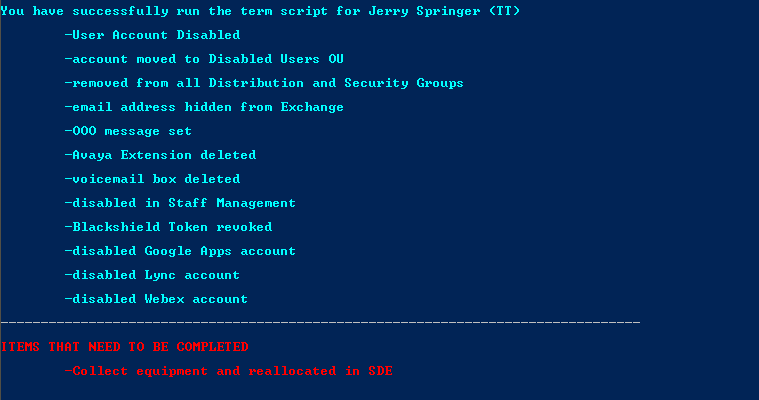 You have successfully run the term script for Jerry Springer (TT)
-User Account Disabled
-account moved to Disabled Users OU
-removed from all Distribution and Security Groups
-email address hidden from Exchange
-OOO message set
-Avaya Extension deleted
-voicemail box deleted
-disabled in Staff Management
-Blackshield Token revoked
-disabled Google Apps account
-disabled Lync account
-disabled Webex account
--------------------------------------------------------------------------------
ITEMS THAT NEED TO BE COMPLETED
-Collect equipment and reallocated in SDE